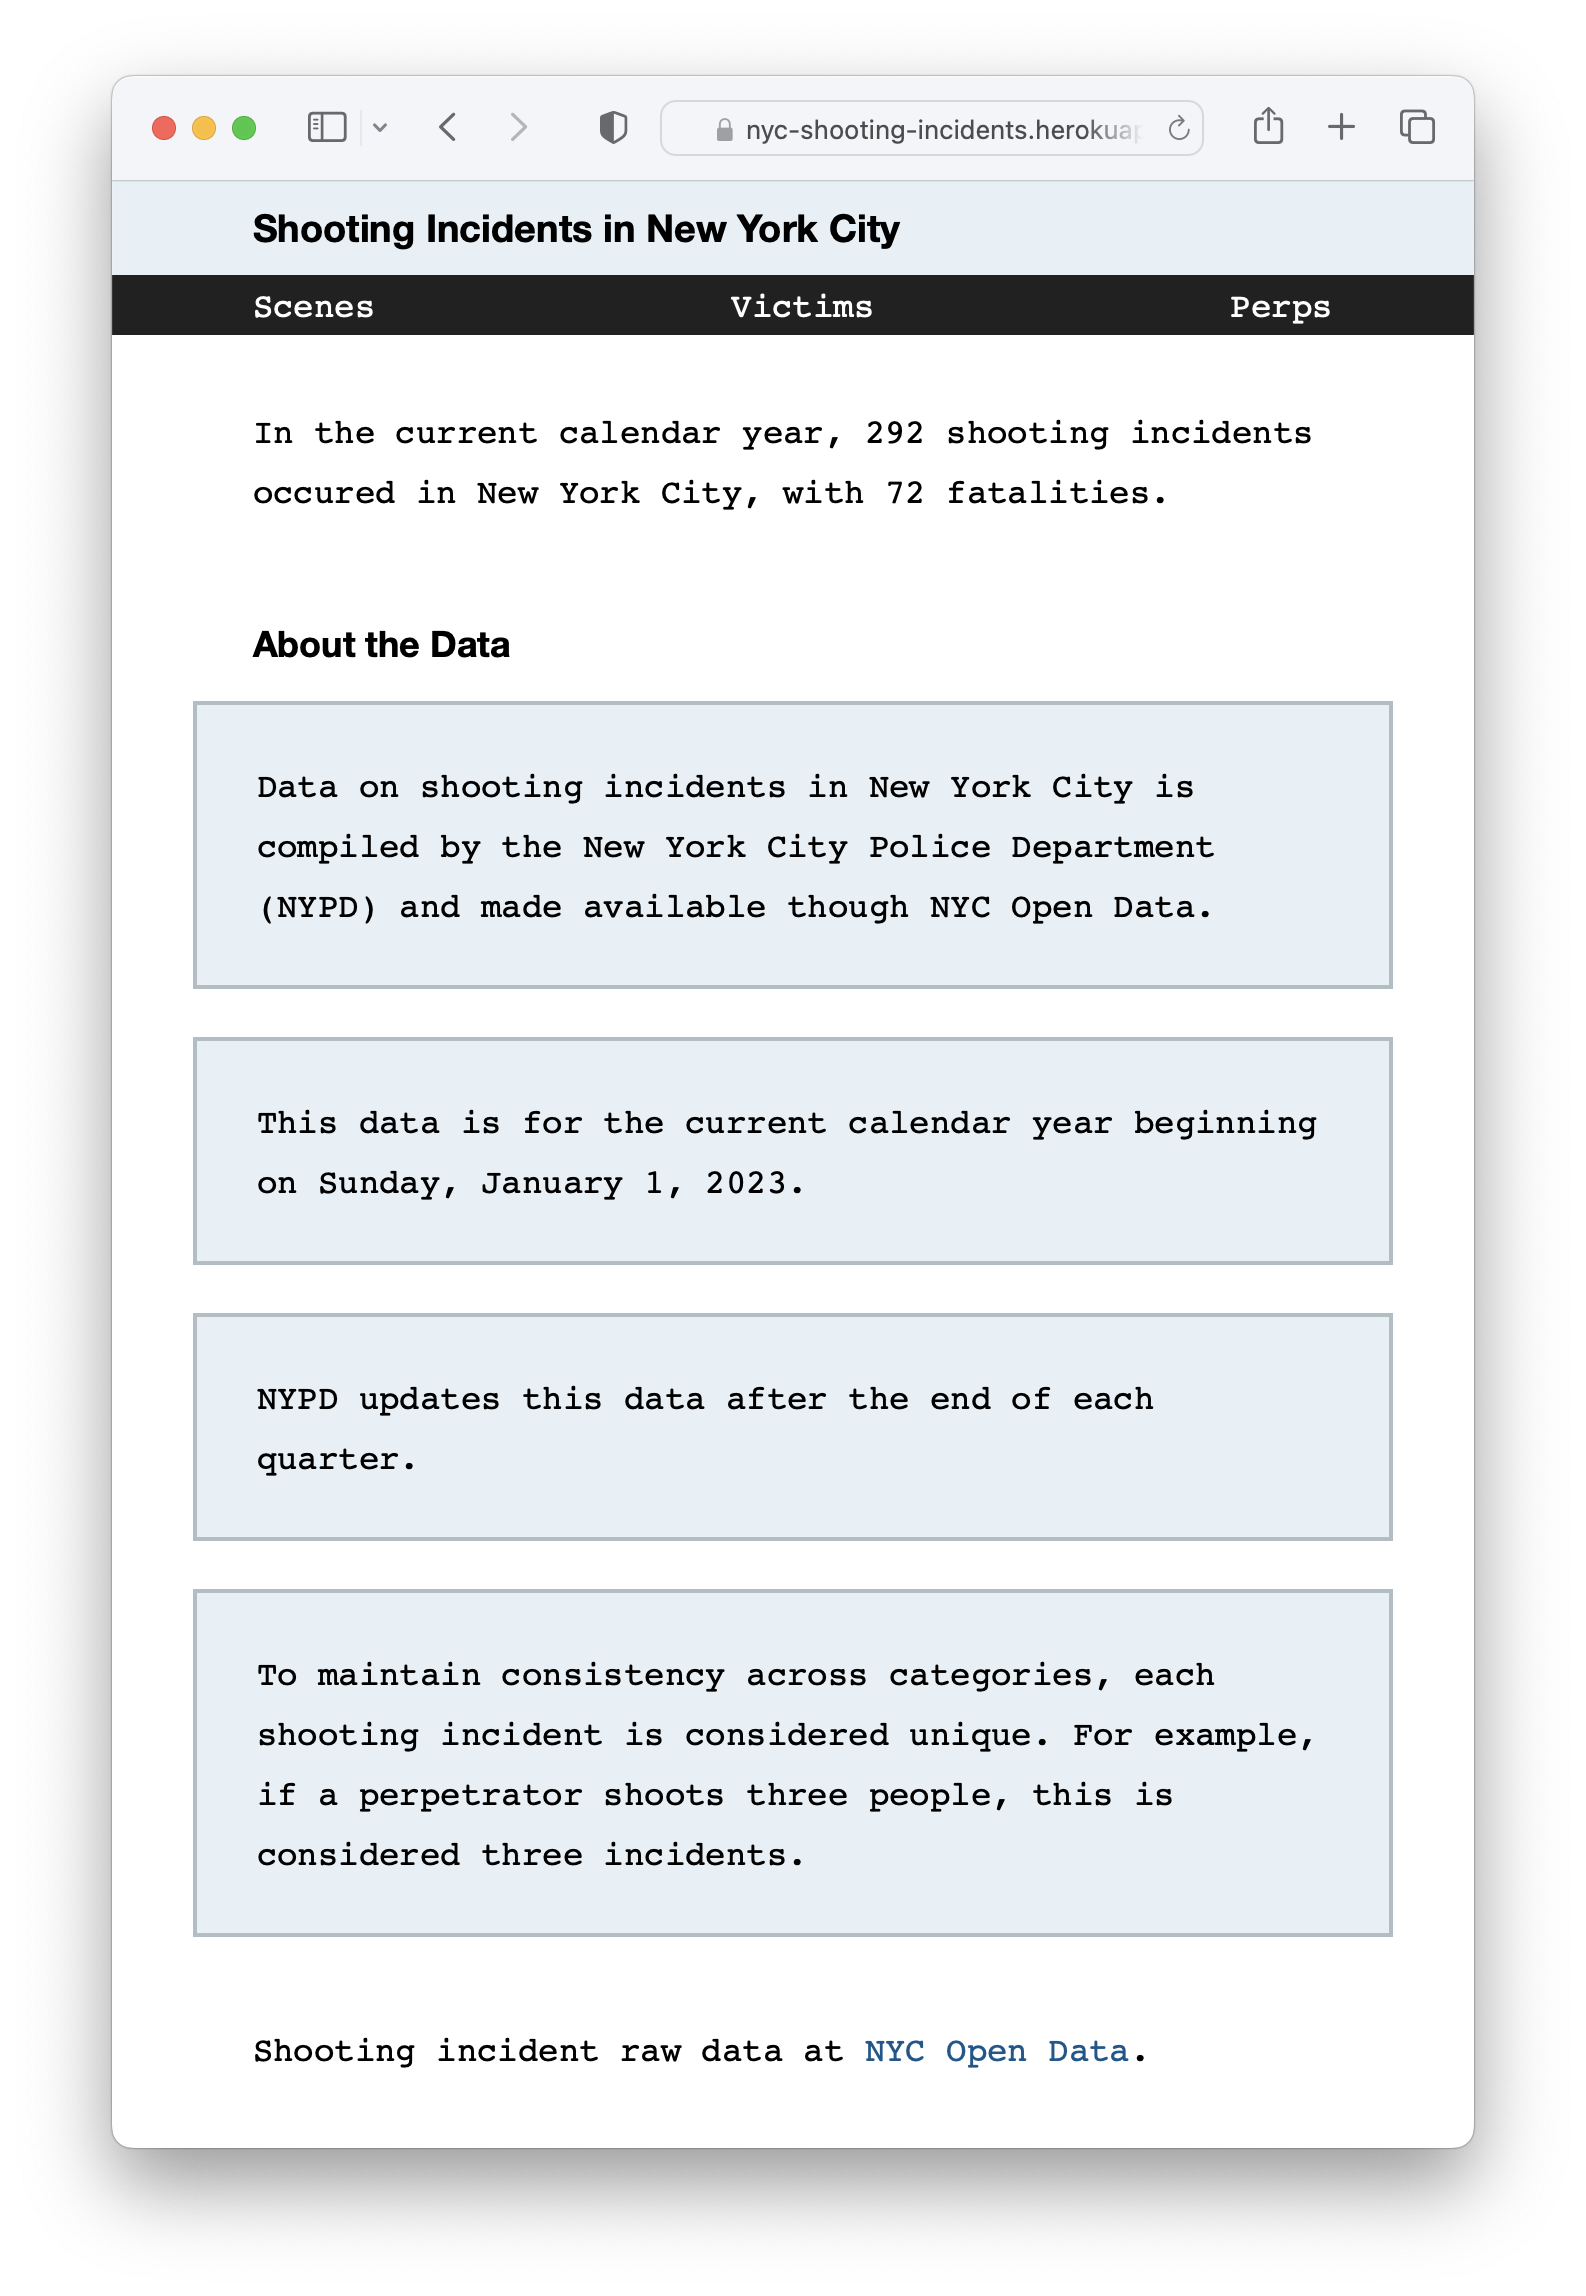 nyc-shooting-incidents.herokuap
Shooting Incidents in New York City
Scenes Victims Perps
In the current calendar year, 292 shooting incidents
occured in New York City, with 72 fatalities.
About the Data
Data on shooting incidents in New York City is
compiled by the New York City Police Department
(NYPD) and made available though NYC Open Data.
This data is for the current calendar year beginning
on Sunday, January 1, 2023.
NYPD updates this data after the end of each
quarter.
To maintain consistency across categories, each
shooting incident is considered unique. For example,
if a perpetrator shoots three people, this is
considered three incidents.
Shooting incident raw data at NYC Open Data.